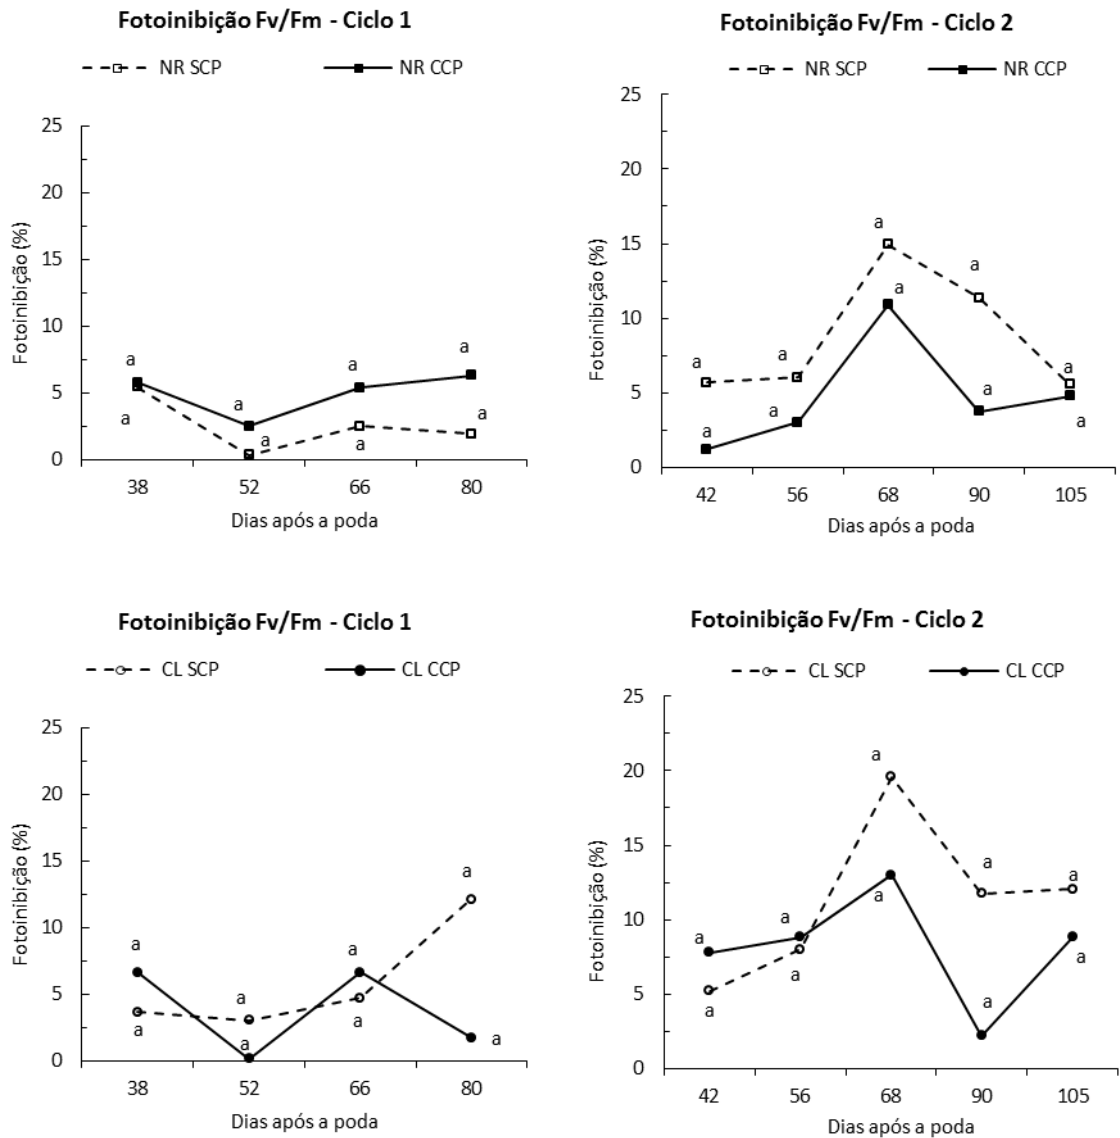 Fotoinibição Fv/Fm - Ciclo 1
NR SCP NR CCP
25
20
15
10
5
0
Fotoinibição (%)
a a a a
a a a a
38 52 66 80
Dias após a poda
Fotoinibição Fv/Fm - Ciclo 2
NR SCP NR CCP
25
20
15
10
5
0
Fotoinibição (%)
a a a a a
a a a a a
42 56 68 90 105
Dias após a poda
Fotoinibição Fv/Fm - Ciclo 1
CL SCP CL CCP
25
20
15
10
5
0
Fotoinibição (%)
a a a a
a a a a
38 52 66 80
Dias após a poda
Fotoinibição Fv/Fm - Ciclo 2
CL SCP CL CCP
25
20
15
10
5
0
Fotoinibição (%)
a a a a a
a a a a a
42 56 68 90 105
Dias após a poda